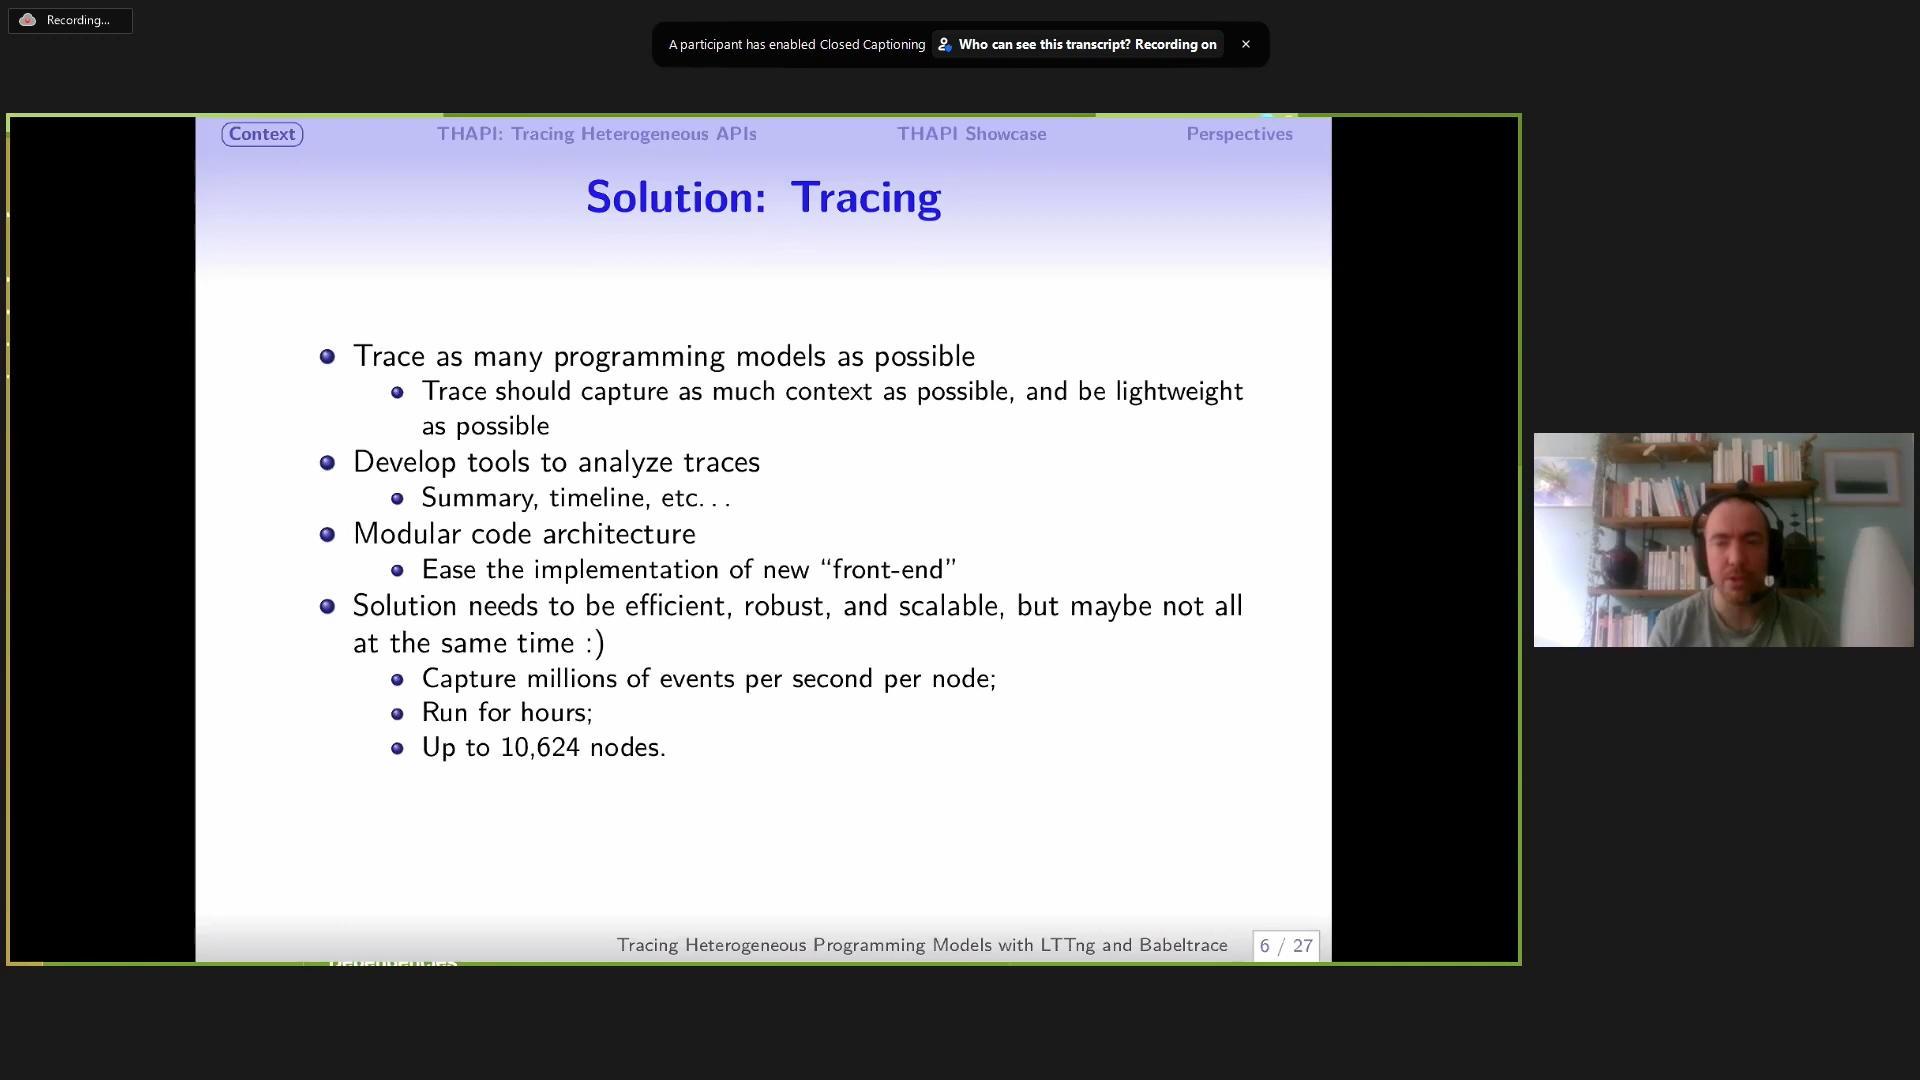 Recording...
A participant has enabled Closed Captioning Who can see this transcript? Recording on
Context THAPI: Tracing Heterogeneous APIs THAPI Showcase Perspectives
Solution: Tracing
Trace as many programming models as possible
Trace should capture as much context as possible, and be lightweight
as possible
Develop tools to analyze traces
Summary, timeline, etc...
Modular code architecture
Ease the implementation of new “front-end”
Solution needs to be efficient, robust, and scalable, but maybe not all
at the same time :)
Capture millions of events per second per node;
Run for hours;
Up to 10,624 nodes.
Tracing Heterogeneous Programming Models with LTTng and Babeltrace 6 / 27
Dependencies